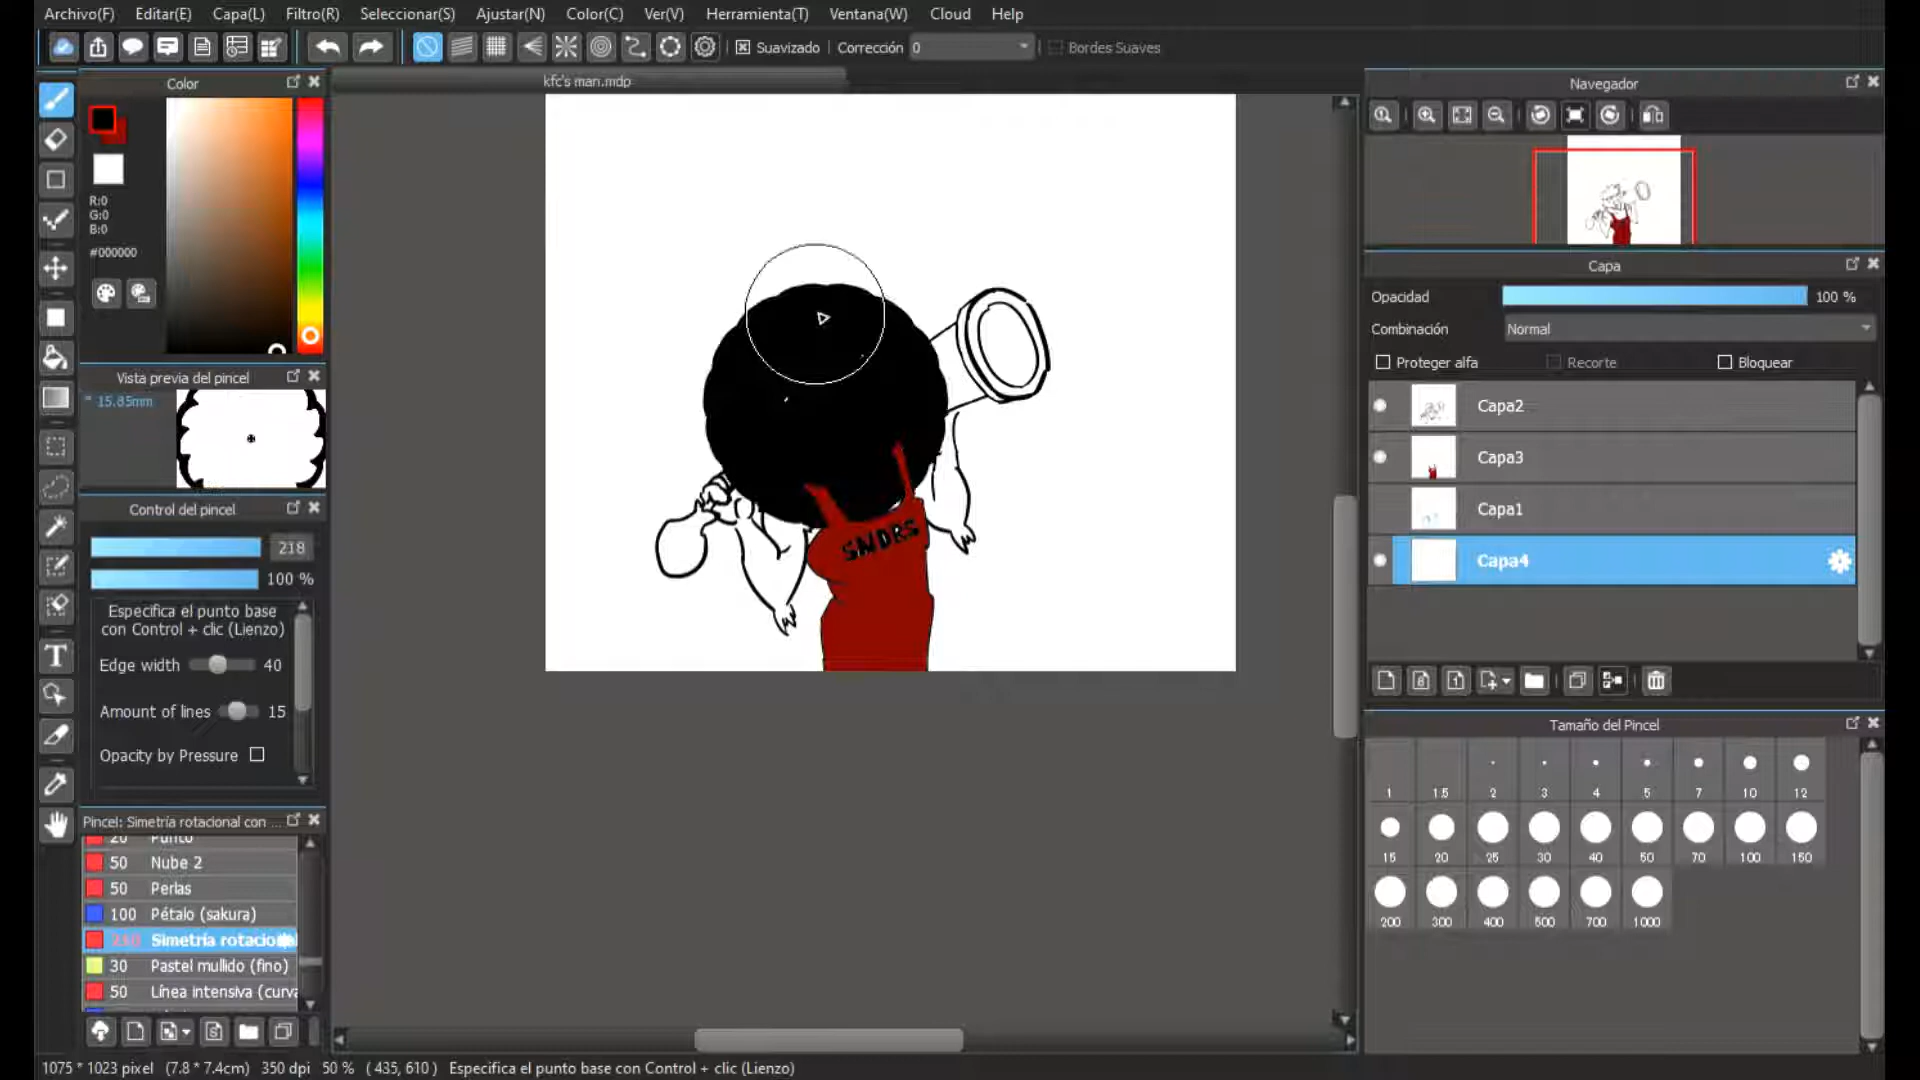 Archivo(F) Editar(E) Capa(L) Filtro(R) Seleccionar(S) Ajustar(N) Color(C) Ver(V) Herramienta(T) Ventana(W) Cloud Help
Suavizado Corrección 0 Bordes Suaves
Color
kfc's man.mdp
Navegador
R:0
G:0
B:0
#000000
Capa
Opacidad 100 %
Combinación Normal
Proteger alfa Recorte Bloquear
Vista previa del pincel
* 15.85mm
Capa2
Capa3
Capa1
Capa4
Control del pincel
218
100 %
Especifica el punto base
con Control + clic (Lienzo)
Edge width 40
Amount of lines 15
Opacity by Pressure
SMDRS
Tamaño del Pincel
1 1.5 2 3 4 5 7 10 12
15 20 25 30 40 50 70 100 150
200 300 400 500 700 1000
Pincel: Simetría rotacional con ...
20 Punto
50 Nube 2
50 Perlas
100 Pétalo (sakura)
218 Simetría rotacional
30 Pastel mullido (fino)
50 Línea intensiva (curva
T
1075 * 1023 pixel (7.8 * 7.4cm) 350 dpi 50 % ( 435, 610 ) Especifica el punto base con Control + clic (Lienzo)